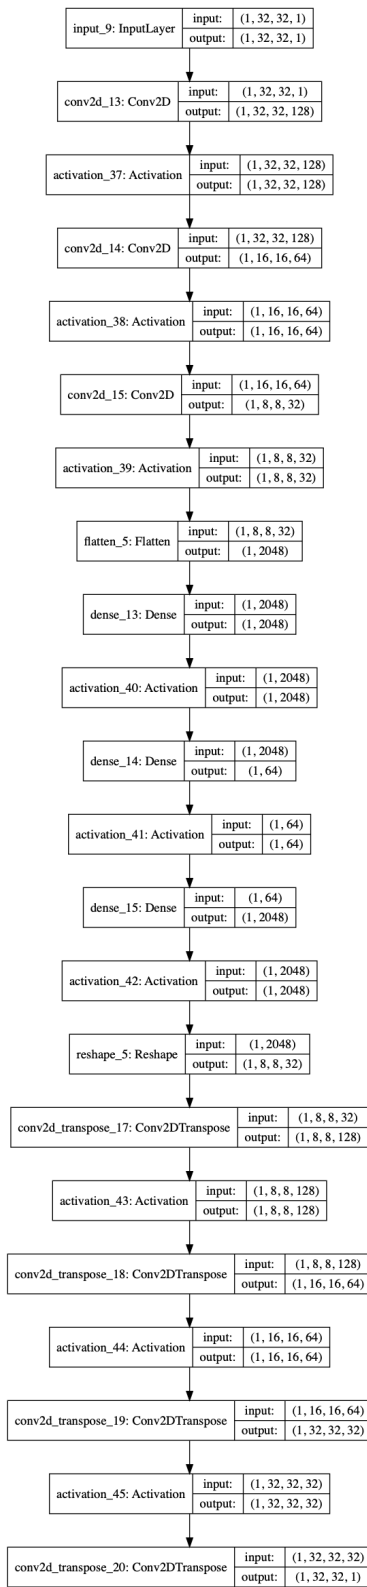 input_9: InputLayer input: (1, 32, 32, 1)
output: (1, 32, 32, 1)
conv2d_13: Conv2D input: (1, 32, 32, 1)
output: (1, 32, 32, 128)
activation_37: Activation input: (1, 32, 32, 128)
output: (1, 32, 32, 128)
conv2d_14: Conv2D input: (1, 32, 32, 128)
output: (1, 16, 16, 64)
activation_38: Activation input: (1, 16, 16, 64)
output: (1, 16, 16, 64)
conv2d_15: Conv2D input: (1, 16, 16, 64)
output: (1, 8, 8, 32)
activation_39: Activation input: (1, 8, 8, 32)
output: (1, 8, 8, 32)
flatten_5: Flatten input: (1, 8, 8, 32)
output: (1, 2048)
dense_13: Dense input: (1, 2048)
output: (1, 2048)
activation_40: Activation input: (1, 2048)
output: (1, 2048)
dense_14: Dense input: (1, 2048)
output: (1, 64)
activation_41: Activation input: (1, 64)
output: (1, 64)
dense_15: Dense input: (1, 64)
output: (1, 2048)
activation_42: Activation input: (1, 2048)
output: (1, 2048)
reshape_5: Reshape input: (1, 2048)
output: (1, 8, 8, 32)
conv2d_transpose_17: Conv2DTranspose input: (1, 8, 8, 32)
output: (1, 8, 8, 128)
activation_43: Activation input: (1, 8, 8, 128)
output: (1, 8, 8, 128)
conv2d_transpose_18: Conv2DTranspose input: (1, 8, 8, 128)
output: (1, 16, 16, 64)
activation_44: Activation input: (1, 16, 16, 64)
output: (1, 16, 16, 64)
conv2d_transpose_19: Conv2DTranspose input: (1, 16, 16, 64)
output: (1, 32, 32, 32)
activation_45: Activation input: (1, 32, 32, 32)
output: (1, 32, 32, 32)
conv2d_transpose_20: Conv2DTranspose input: (1, 32, 32, 32)
output: (1, 32, 32, 1)